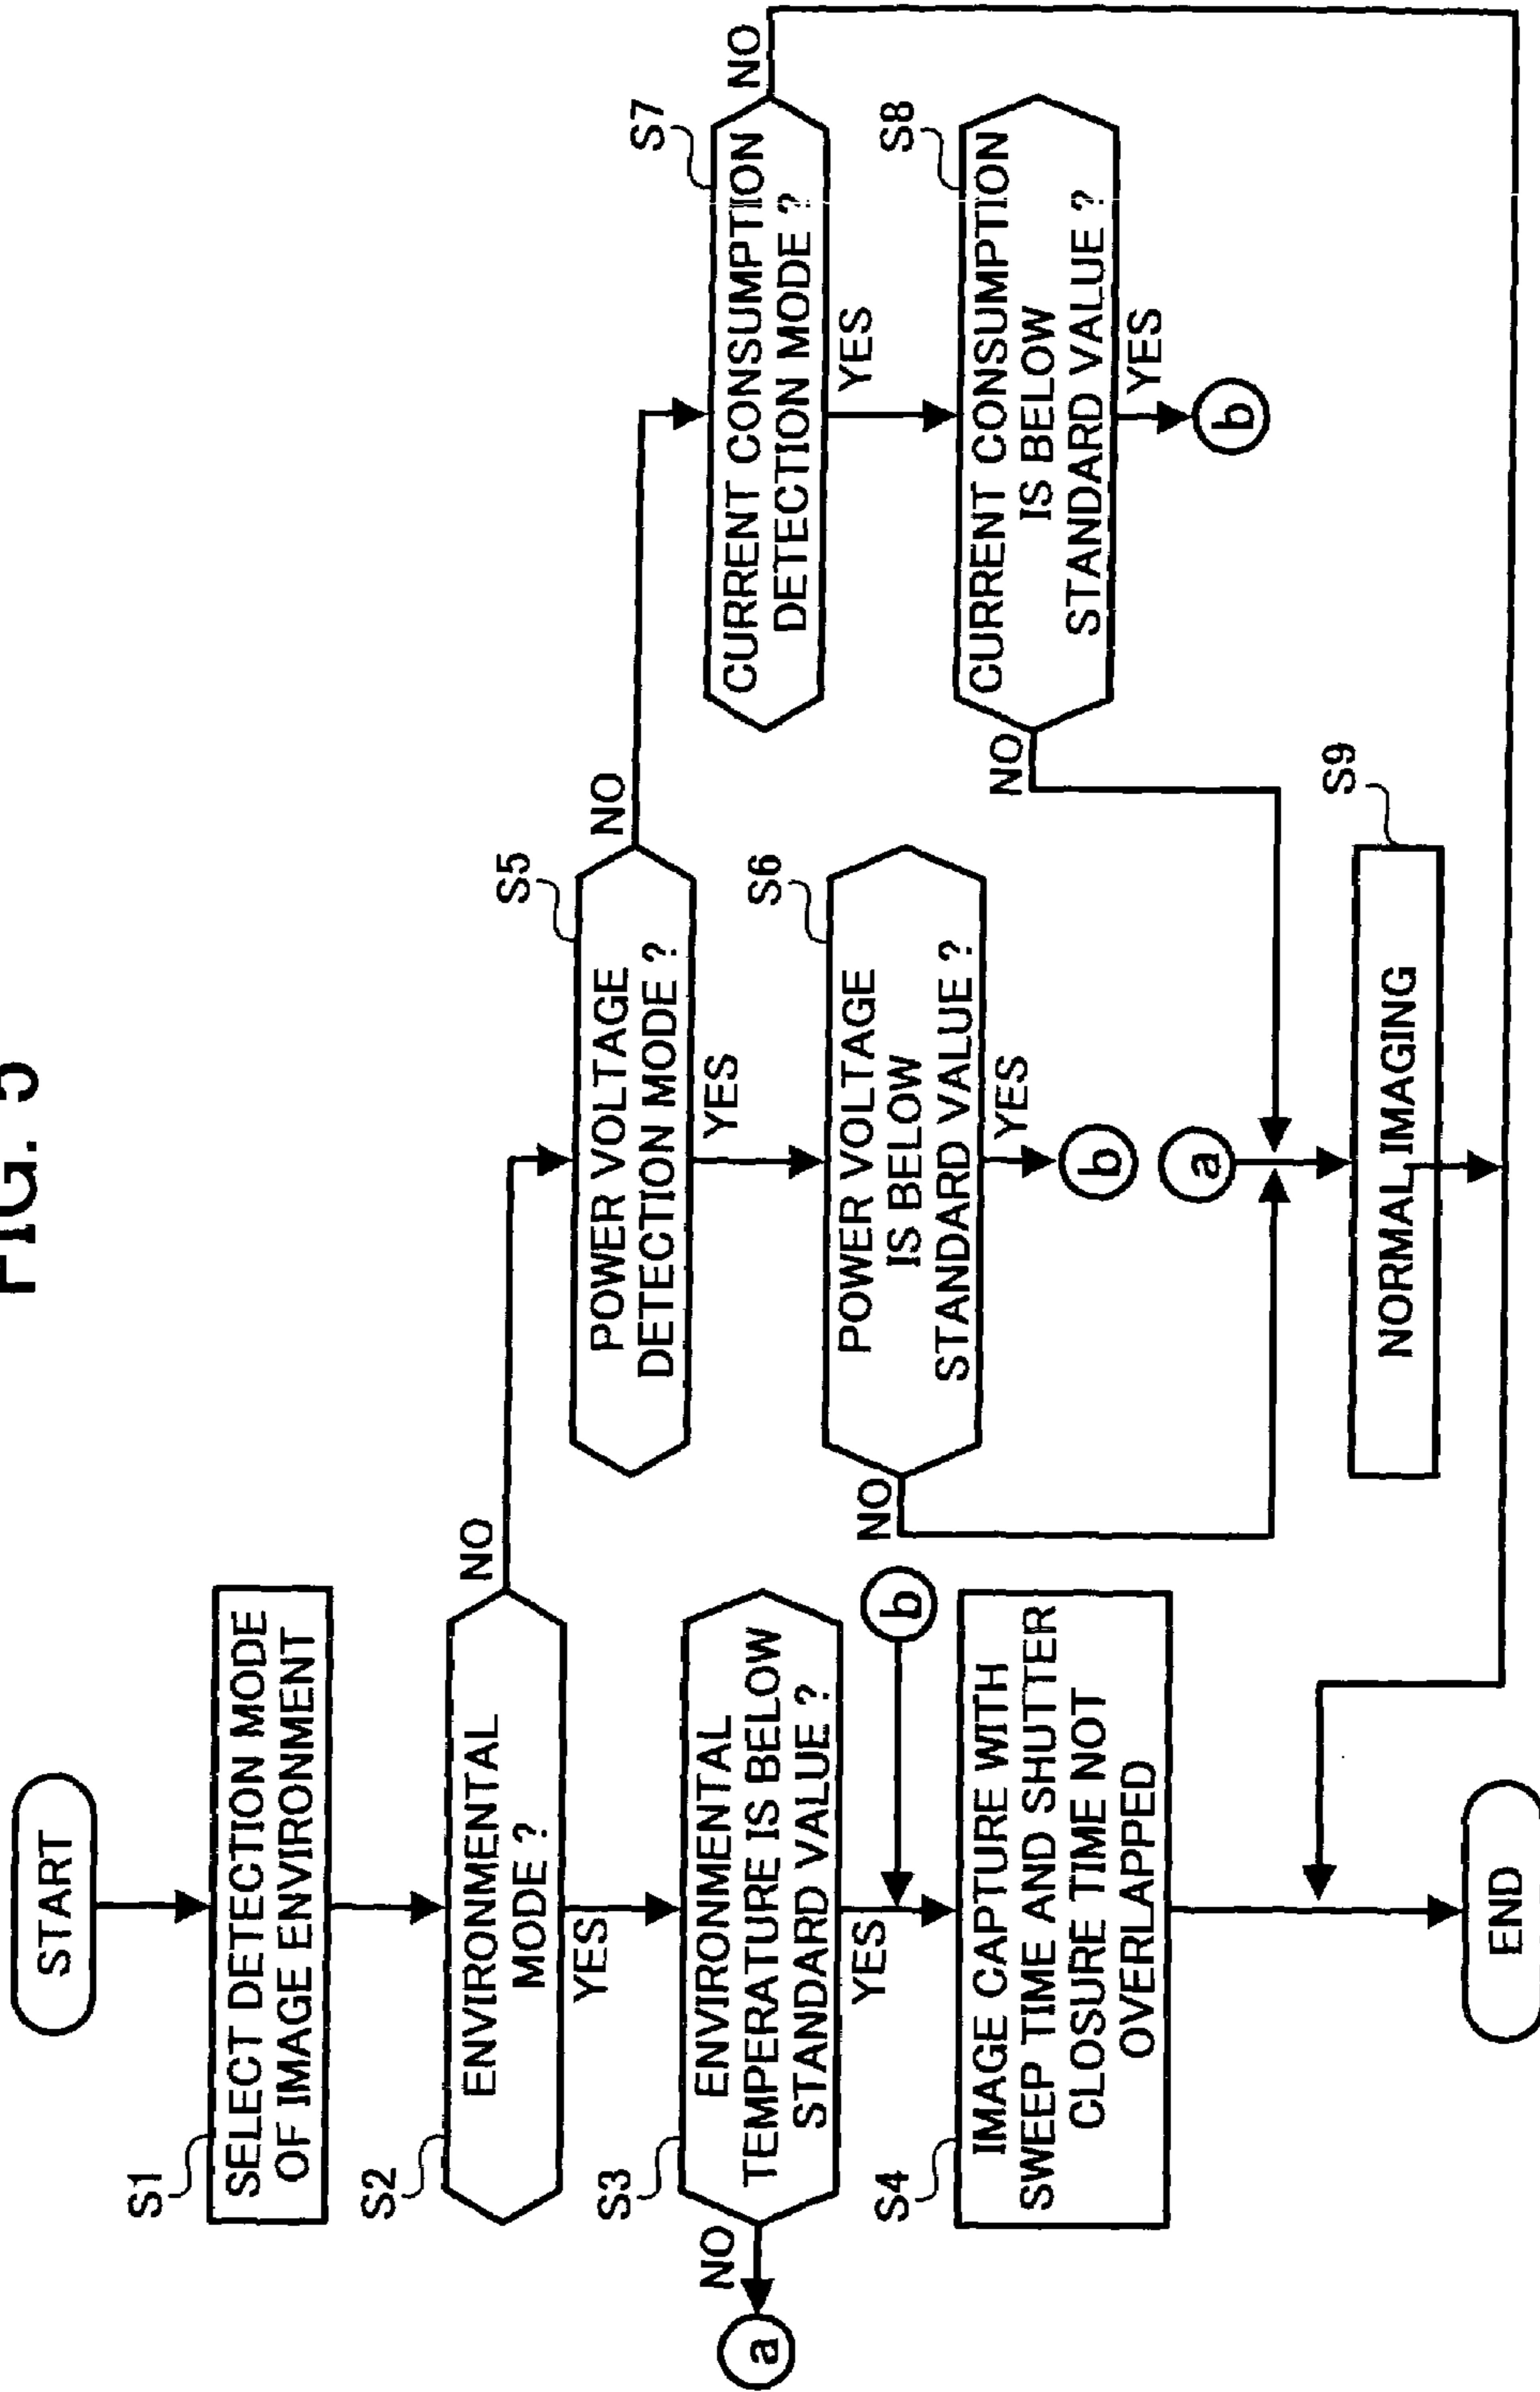 FIG. 5
START
S1
SELECT DETECTION MODE
OF IMAGE ENVIRONMENT
S2
ENVIRONMENTAL
MODE ?
NO
YES
S3
ENVIRONMENTAL
TEMPERATURE IS BELOW
STANDARD VALUE ?
NO
a
YES
b
S4
IMAGE CAPTURE WITH
SWEEP TIME AND SHUTTER
CLOSURE TIME NOT
OVERLAPPED
END
S5
POWER VOLTAGE
DETECTION MODE ?
NO
YES
S6
POWER VOLTAGE
IS BELOW
STANDARD VALUE ?
NO
YES
b
a
S9
NORMAL IMAGING
S7
CURRENT CONSUMPTION
DETECTION MODE ?
NO
YES
S8
CURRENT CONSUMPTION
IS BELOW
STANDARD VALUE ?
NO
YES
b